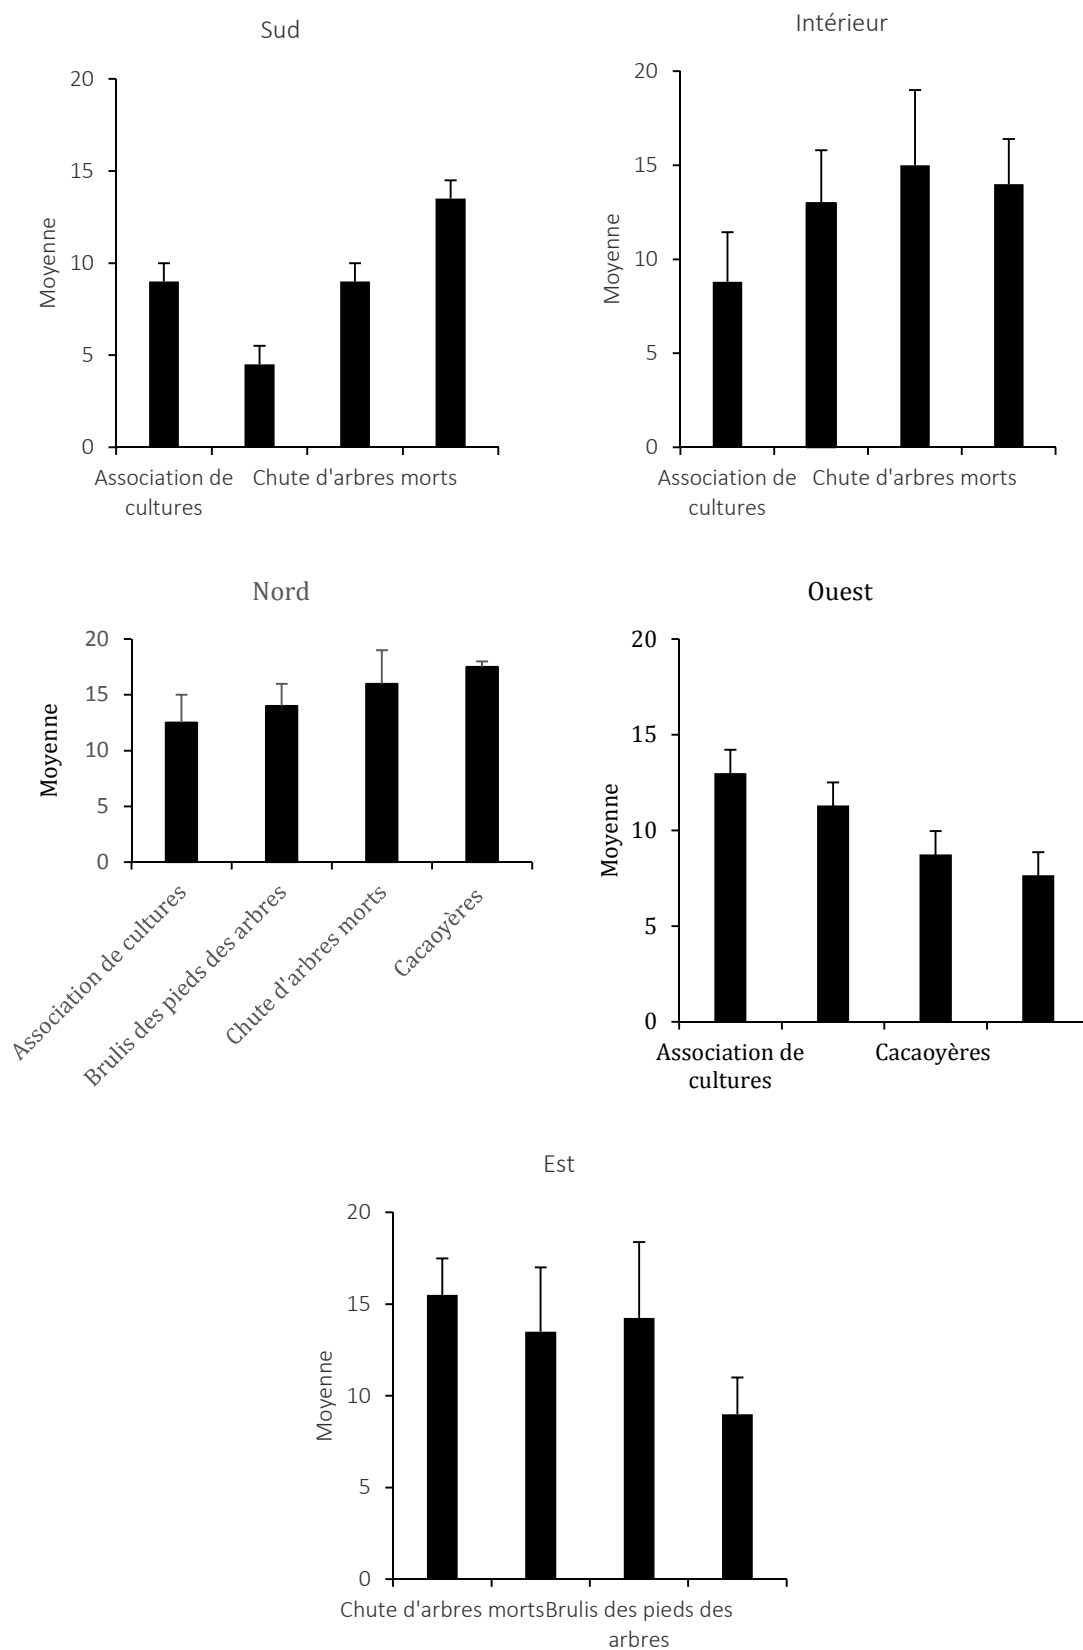 Sud
20
15
10
5
0
Moyenne
Association de
cultures
Chute d'arbres morts
Intérieur
20
15
10
5
0
Moyenne
Association de
cultures
Chute d'arbres morts
Nord
20
15
10
5
0
Moyenne
Association de cultures
Brulis des pieds des arbres
Chute d'arbres morts
Cacaoyères
Ouest
20
15
10
5
0
Moyenne
Association de
cultures
Cacaoyères
Est
20
15
10
5
0
Moyenne
Chute d'arbres morts
Brulis des pieds des
arbres